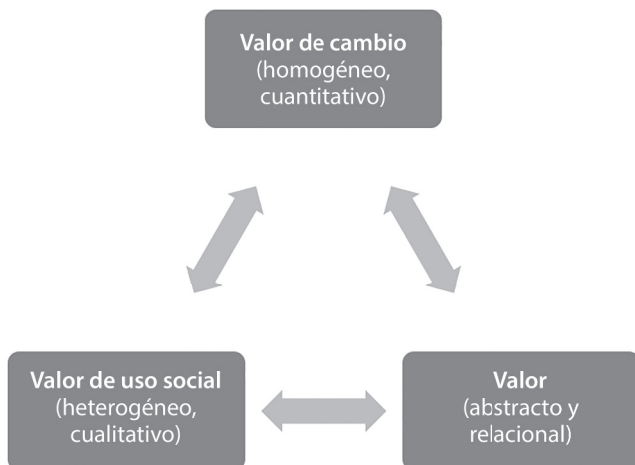 Valor de cambio
(homogéneo,
cuantitativo)
Valor de uso social
(heterogéneo,
cualitativo)
Valor
(abstracto y
relacional)